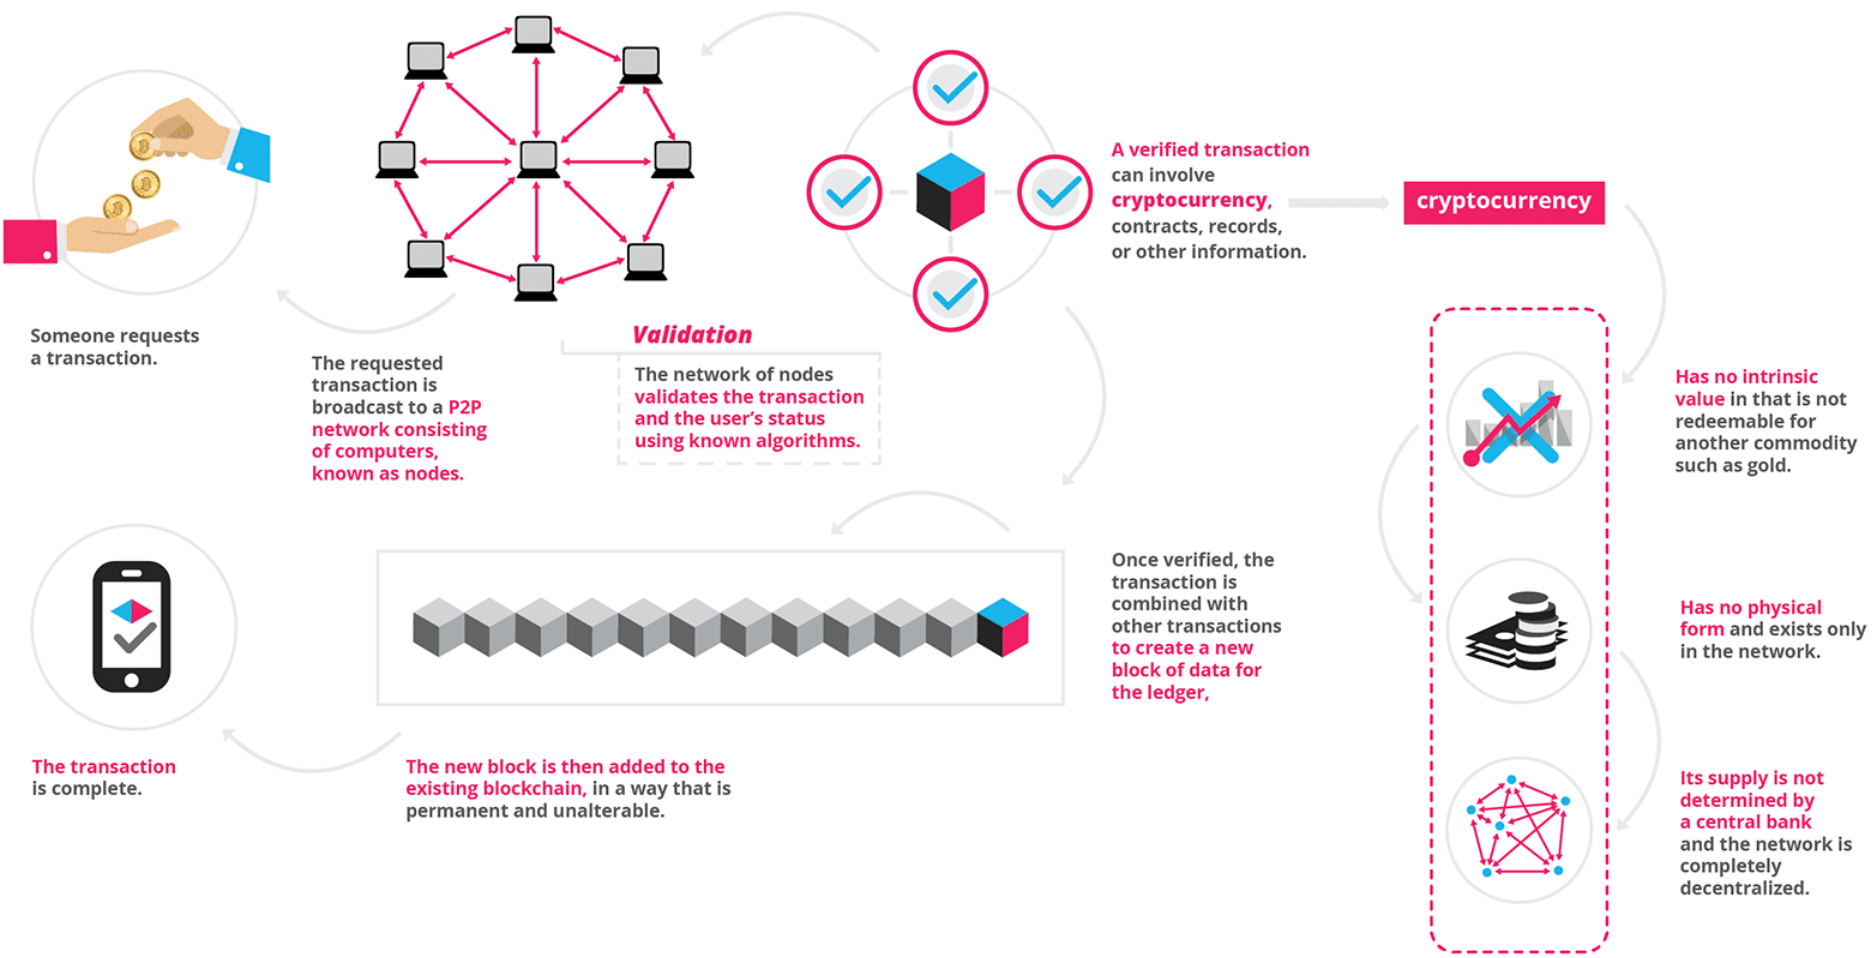 Someone requests
a transaction.
The requested
transaction is
broadcast to a P2P
network consisting
of computers,
known as nodes.
Validation
The network of nodes
validates the transaction
and the user's status
using known algorithms.
A verified transaction
can involve
cryptocurrency,
contracts, records,
or other information.
cryptocurrency
Has no intrinsic
value in that is not
redeemable for
another commodity
such as gold.
Has no physical
form and exists only
in the network.
Its supply is not
determined by
a central bank
and the network is
completely
decentralized.
Once verified, the
transaction is
combined with
other transactions
to create a new
block of data for
the ledger,
The new block is then added to the
existing blockchain, in a way that is
permanent and unalterable.
The transaction
is complete.